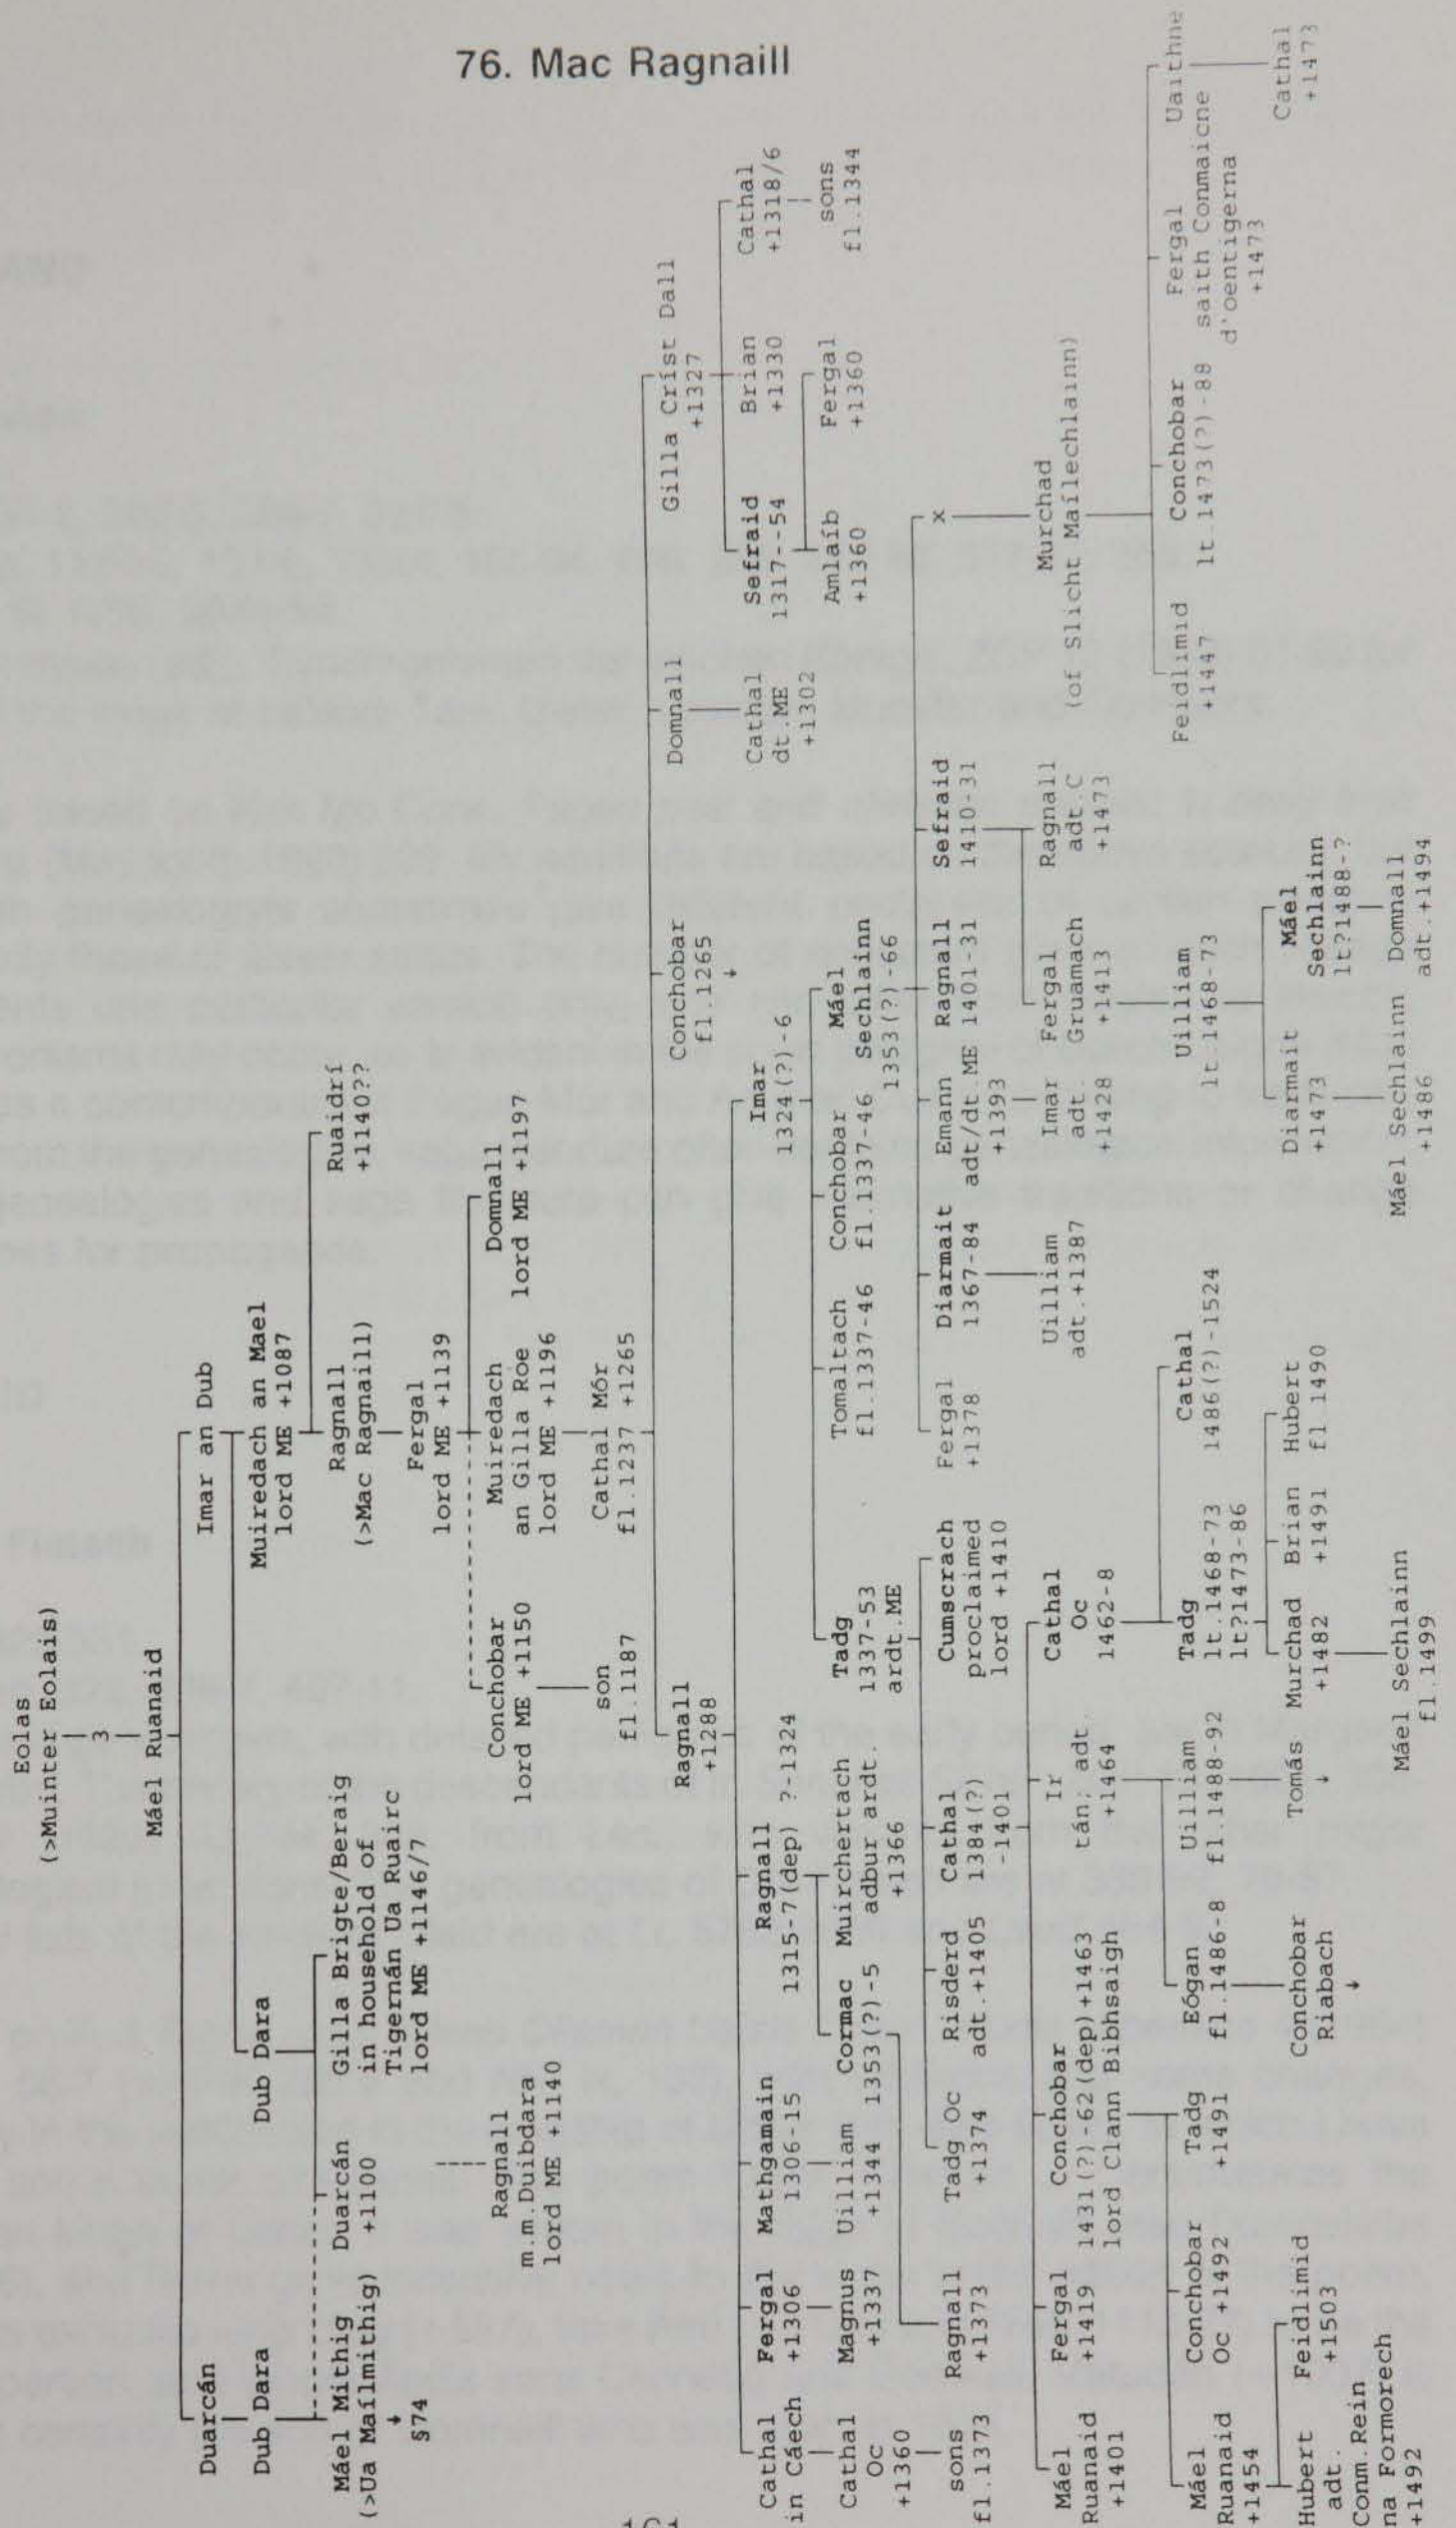 76. Mac Ragnaill
Eolas
(>Muinter Eolais)
3
Máel Ruanaid
Duarcán
Imar an Dub
Dub Dara
Dub Dara
Muiredach an Mael
lord ME +1087
Máel Mithig
(>Ua Maílmithig)
§74
Duarcán
+1100
Gilla Brigte/Beraig
in household of
Tigernán Ua Ruairc
lord ME +1146/7
Ragnall
(>Mac Ragnaill)
Ruaidrí
+1140??
Ragnall
m.m.Duibdara
lord ME +1140
Fergal
lord ME +1139
Conchobar
lord ME +1150
Muiredach
an Gilla Roe
lord ME +1196
Domnall
lord ME +1197
son
fl.1187
Cathal Mór
fl.1237 +1265
Ragnall
+1288
Conchobar
fl.1265
Domnall
Gilla Críst Dall
+1327
Cathal
in Cáech
Fergal
+1306
Mathgamain
1306-15
Ragnall
1315-7(dep) ?-1324
Imar
1324(?)-6
Cathal
dt.ME
+1302
Sefraid
1317--54
Brian
+1330
Cathal
+1318/6
Cathal
Oc
+1360
Magnus
+1337
Uilliam
+1344
Cormac
1353(?)-5
Muirchertach
adbur ardt.
+1366
Tadg
1337-53
ardt.ME
Tomaltach
fl.1337-46
Conchobar
fl.1337-46
Máel
Sechlainn
1353(?)-66
Amlaíb
+1360
Fergal
+1360
sons
fl.1344
sons
fl.1373
Ragnall
+1373
Tadg Oc
+1374
Risderd
adt.+1405
Cathal
1384(?)
-1401
Cumscrach
proclaimed
lord +1410
Fergal
+1378
Diarmait
1367-84
Emann
adt/dt.ME
+1393
Ragnall
1401-31
Sefraid
1410-31
x
Máel
Ruanaid
+1401
Fergal
+1419
Conchobar
1431(?)-62(dep)+1463
lord Clann Bibhsaigh
Ir
tán; adt.
+1464
Cathal
Oc
1462-8
Uilliam
adt.+1387
Imar
adt.
+1428
Fergal
Gruamach
+1413
Ragnall
adt.C
+1473
Murchad
(of Slicht Maílechlainn)
Máel
Ruanaid
+1454
Conchobar
Oc +1492
Tadg
+1491
Eógan
fl.1486-8
Uilliam
fl.1488-92
Tadg
lt.1468-73
lt?1473-86
Cathal
1486(?)-1524
Uilliam
lt.1468-73
Feidlimid
+1447
Conchobar
lt.1473(?)-88
Fergal
saith Conmaicne
d'oentigerna
+1473
Uaithne
Hubert
adt.
Conm.Rein
na Formorech
+1492
Feidlimid
+1503
Conchobar
Riabach
Tomás
Murchad
+1482
Brian
+1491
Hubert
fl 1490
Diarmait
+1473
Máel
Sechlainn
lt?1488-?
Cathal
+1473
Máel Sechlainn
fl.1499
Máel Sechlainn
+1486
Domnall
adt.+1494